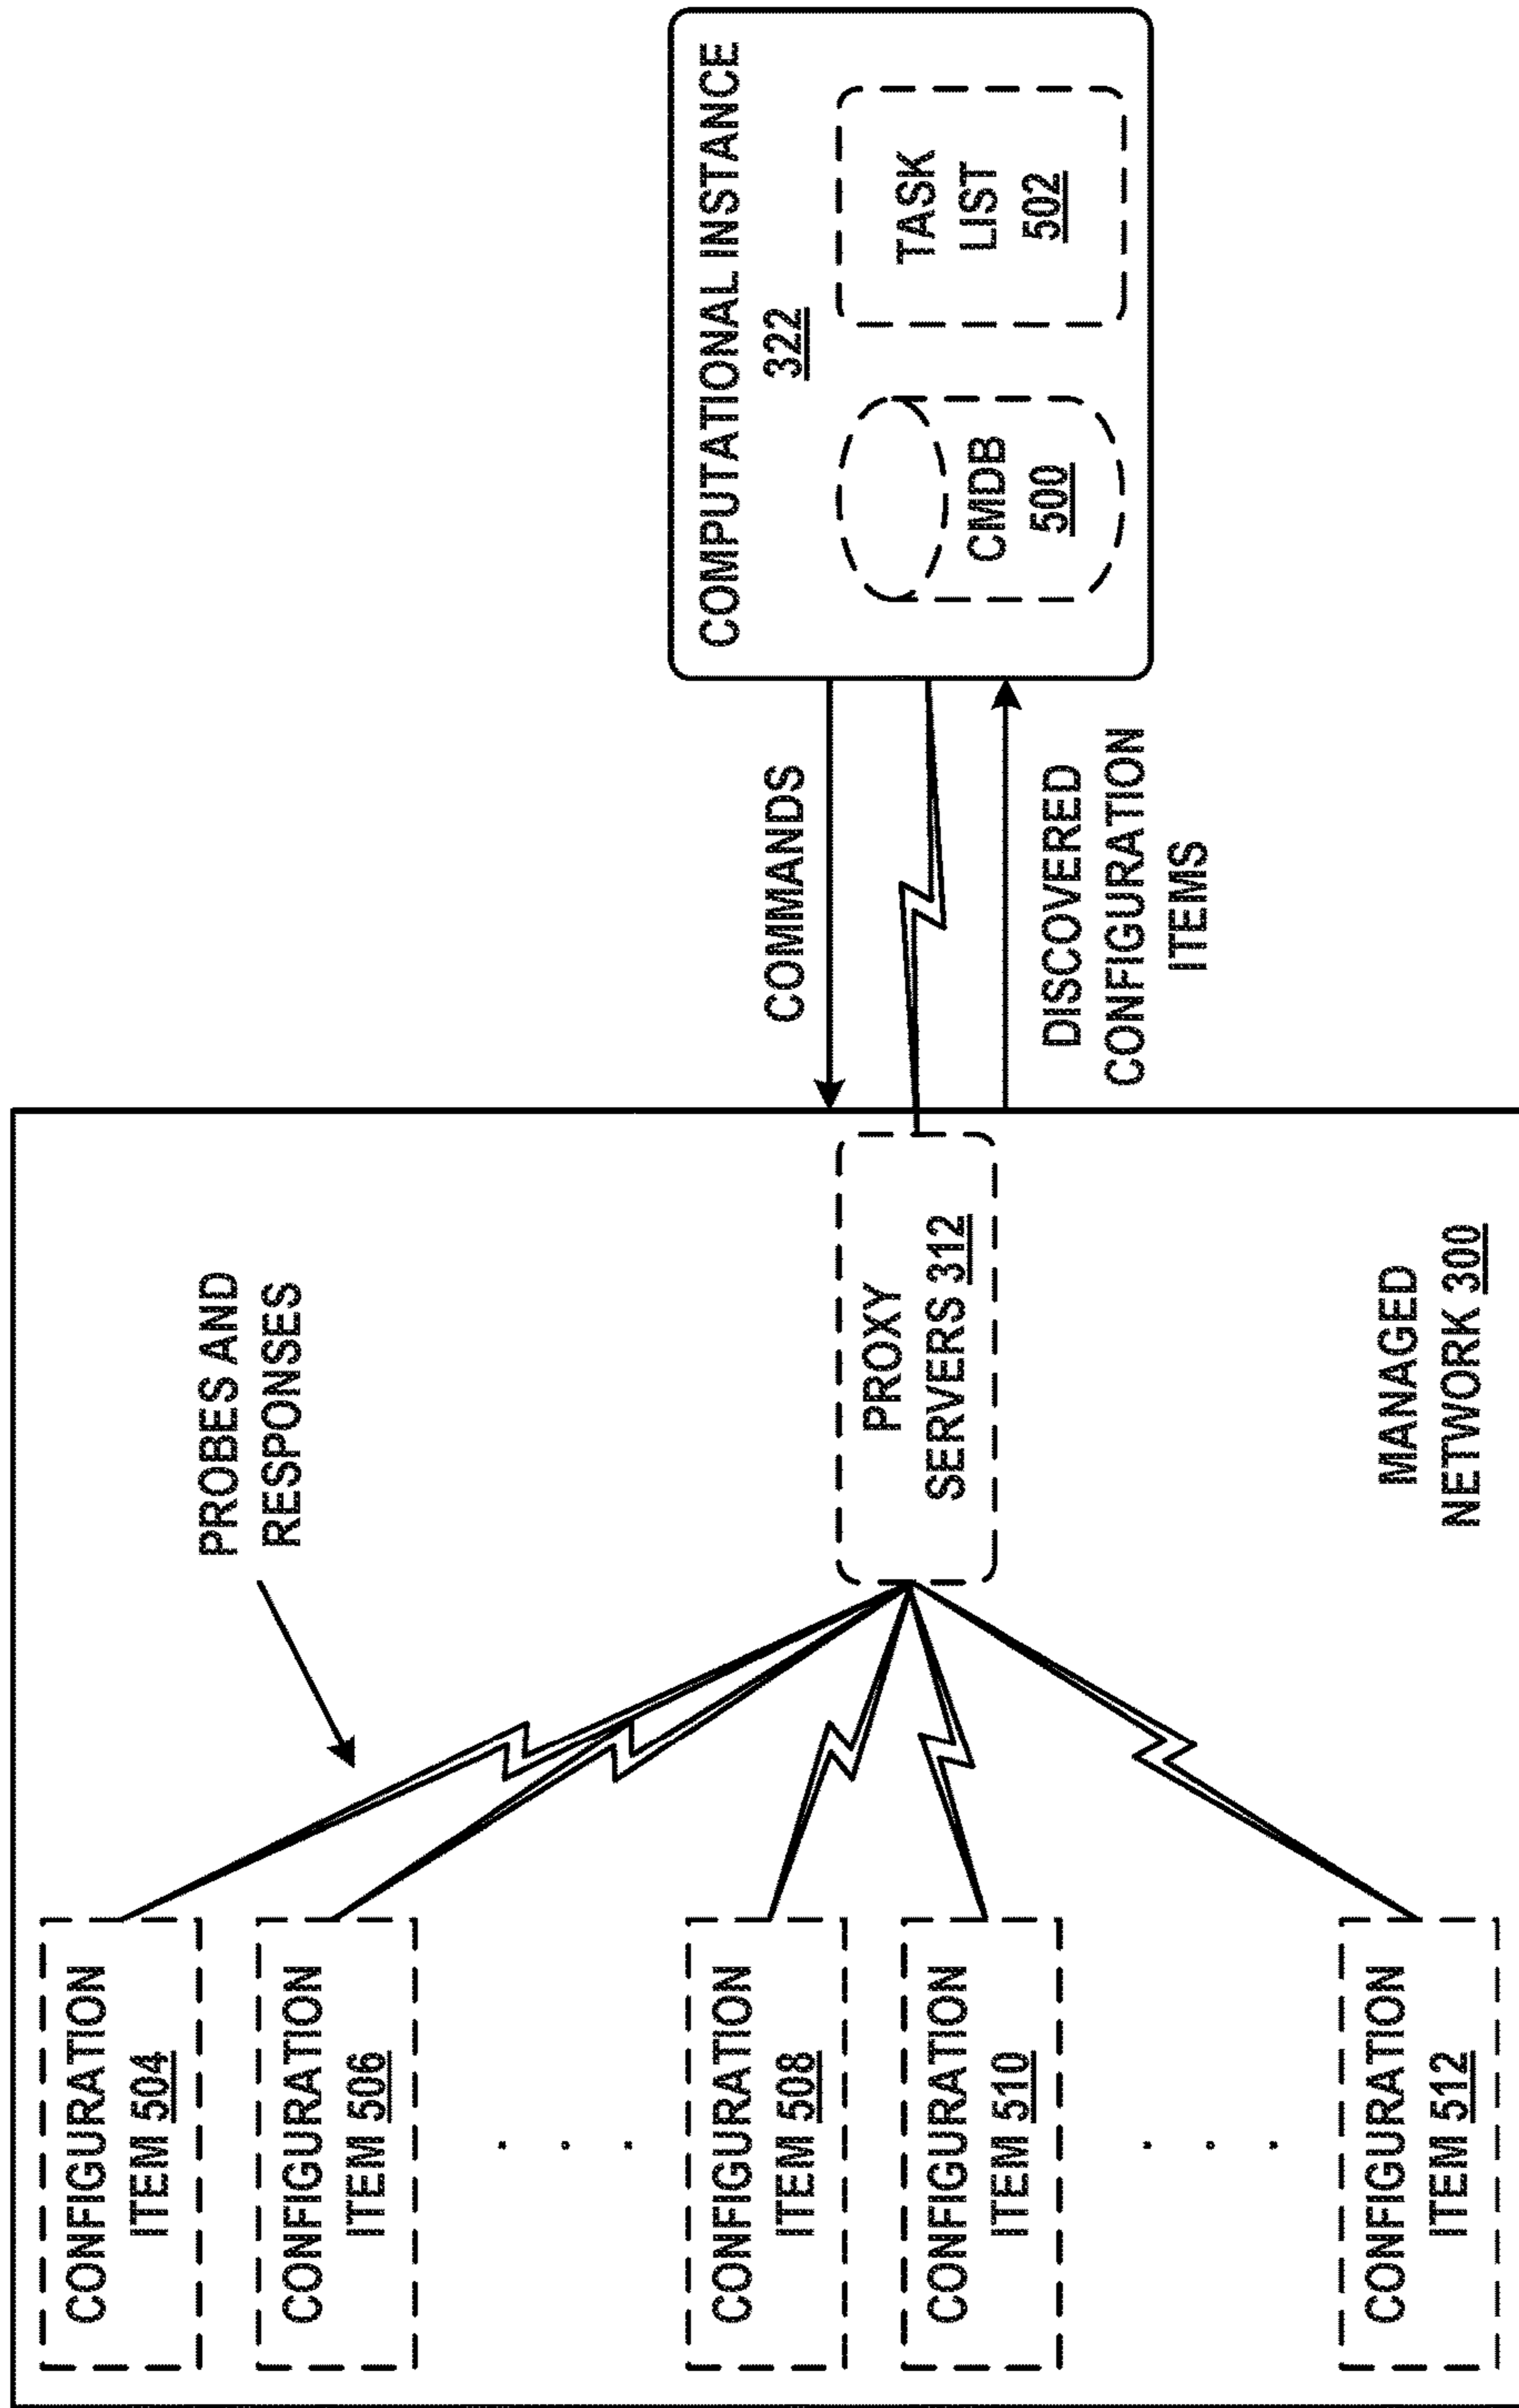 CONFIGURATION
ITEM 504
CONFIGURATION
ITEM 506
CONFIGURATION
ITEM 508
CONFIGURATION
ITEM 510
CONFIGURATION
ITEM 512
PROBES AND
RESPONSES
PROXY
SERVERS 312
MANAGED
NETWORK 300
COMMANDS
DISCOVERED
CONFIGURATION
ITEMS
COMPUTATIONAL INSTANCE
322
CMDB
500
TASK
LIST
502